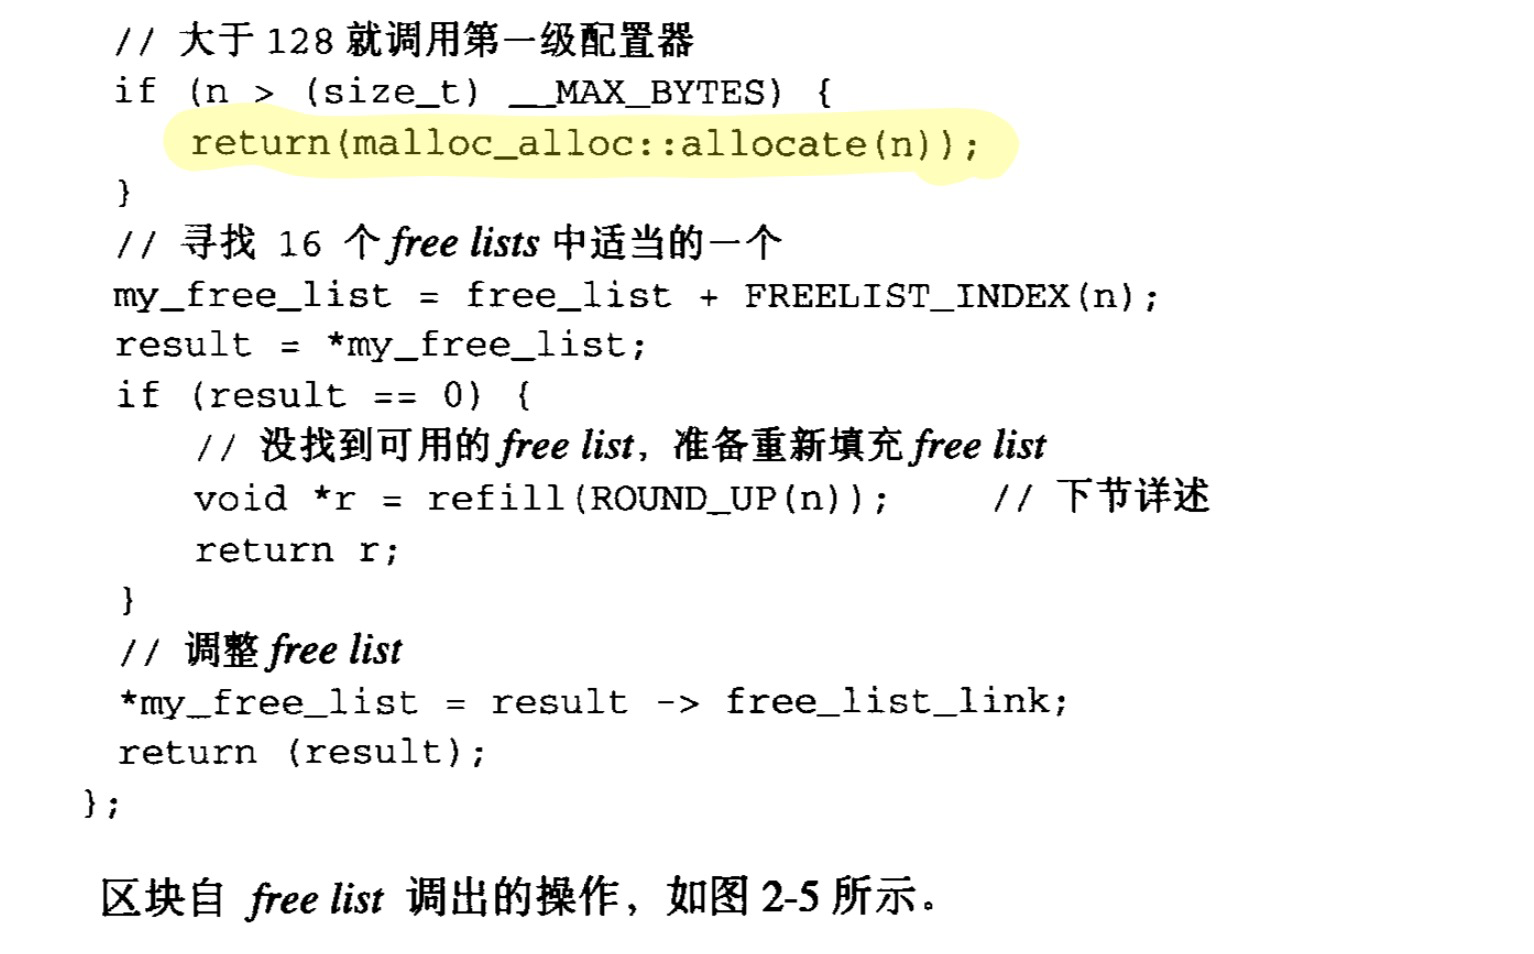 // 大于 128 就调用第一级配置器
if (n > (size_t) __MAX_BYTES) {
return(malloc_alloc::allocate(n));
}
// 寻找 16 个 free lists 中适当的一个
my_free_list = free_list + FREELIST_INDEX(n);
result = *my_free_list;
if (result == 0) {
// 没找到可用的 free list，准备重新填充 free list
void *r = refill(ROUND_UP(n)); // 下节详述
return r;
}
// 调整 free list
*my_free_list = result -> free_list_link;
return (result);
};
区块自 free list 调出的操作，如图 2-5 所示。